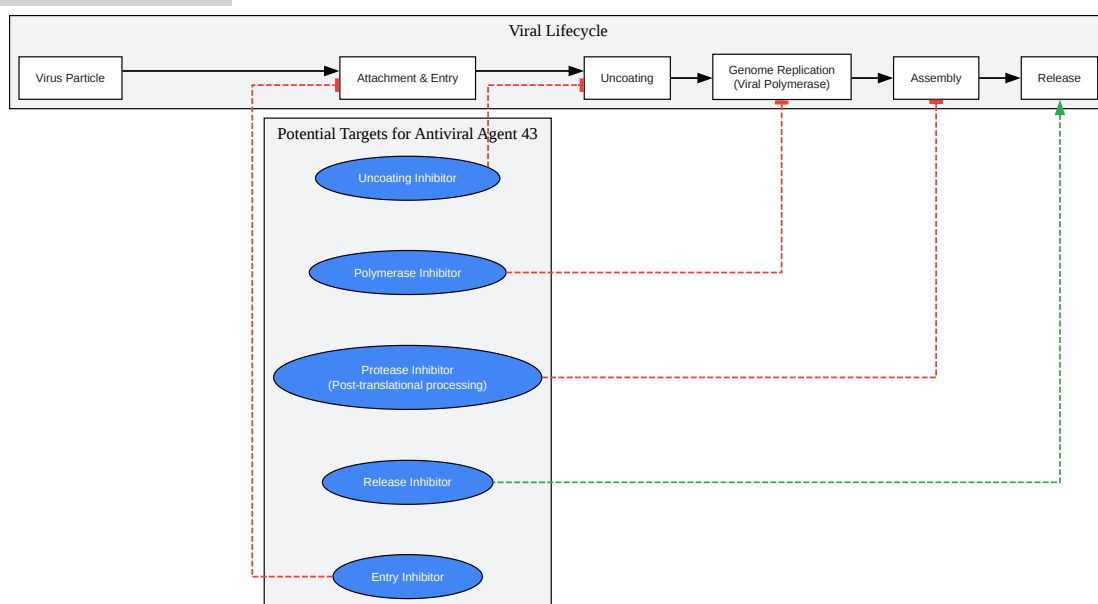 Viral Lifecycle
Virus Particle
Attachment & Entry
Uncoating
Genome Replication
(Viral Polymerase)
Assembly
Release
Potential Targets for Antiviral Agent 43
Uncoating Inhibitor
Polymerase Inhibitor
Protease Inhibitor
(Post-translational processing)
Release Inhibitor
Entry Inhibitor